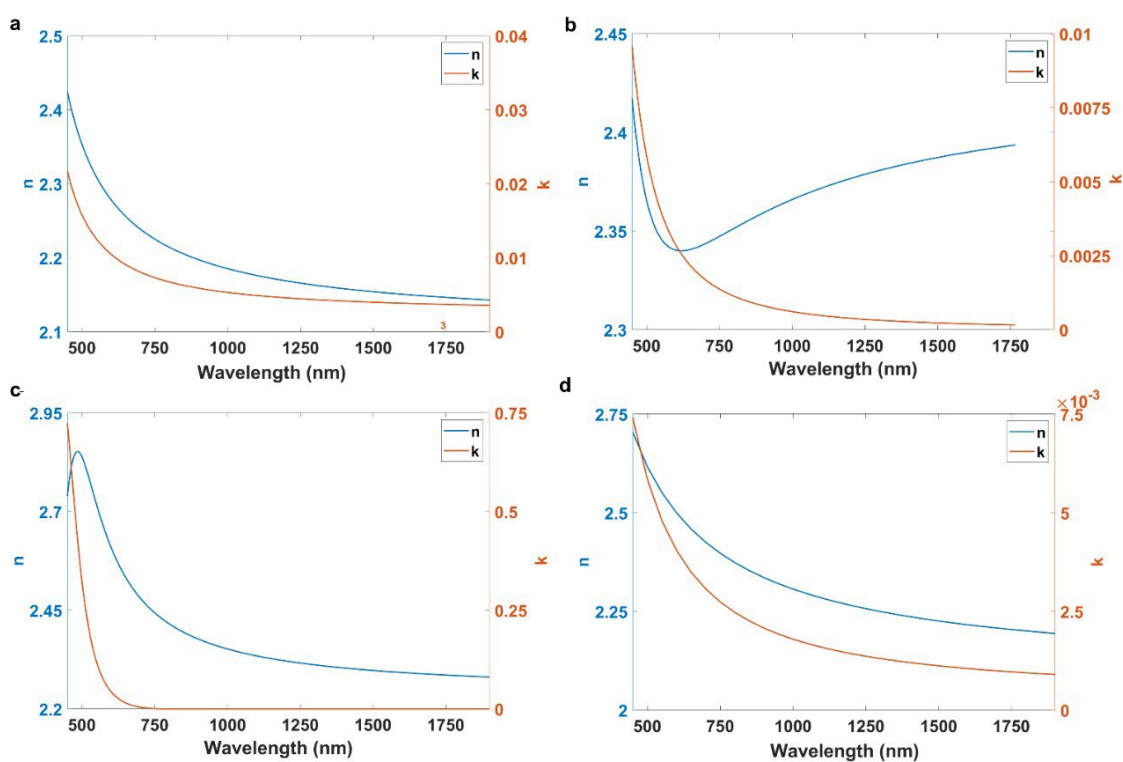 a
2.5
2.4
2.3
2.2
2.1
n
0.04
0.03
0.02
0.01
0
k
n
k
3
500 750 1000 1250 1500 1750
Wavelength (nm)
b
2.45
2.4
2.35
2.3
n
0.01
0.0075
0.005
0.0025
0
k
n
k
500 750 1000 1250 1500 1750
Wavelength (nm)
c
2.95
2.7
2.45
2.2
n
0.75
0.5
0.25
0
k
n
k
500 750 1000 1250 1500 1750
Wavelength (nm)
d
2.75
2.5
2.25
2
n
×10-3
7.5
5
2.5
0
k
n
k
500 750 1000 1250 1500 1750
Wavelength (nm)